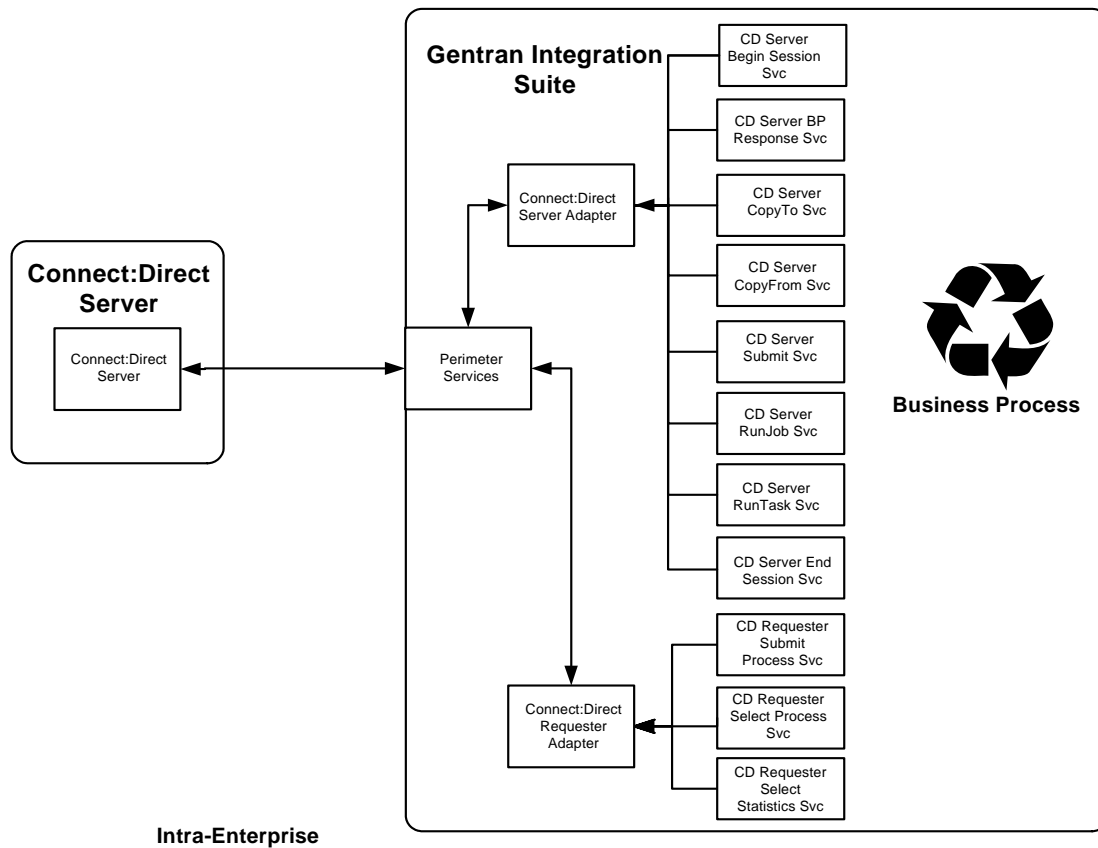 Gentran Integration
Suite
CD Server
Begin Session
Svc
CD Server BP
Response Svc
Connect:Direct
Server Adapter
CD Server
CopyTo Svc
Connect:Direct
Server
CD Server
CopyFrom Svc
Connect:Direct
Server
Perimeter
Services
CD Server
Submit Svc
Business Process
CD Server
RunJob Svc
CD Server
RunTask Svc
CD Server End
Session Svc
CD Requester
Submit
Process Svc
Connect:Direct
Requester
Adapter
CD Requester
Select Process
Svc
CD Requester
Select
Statistics Svc
Intra-Enterprise